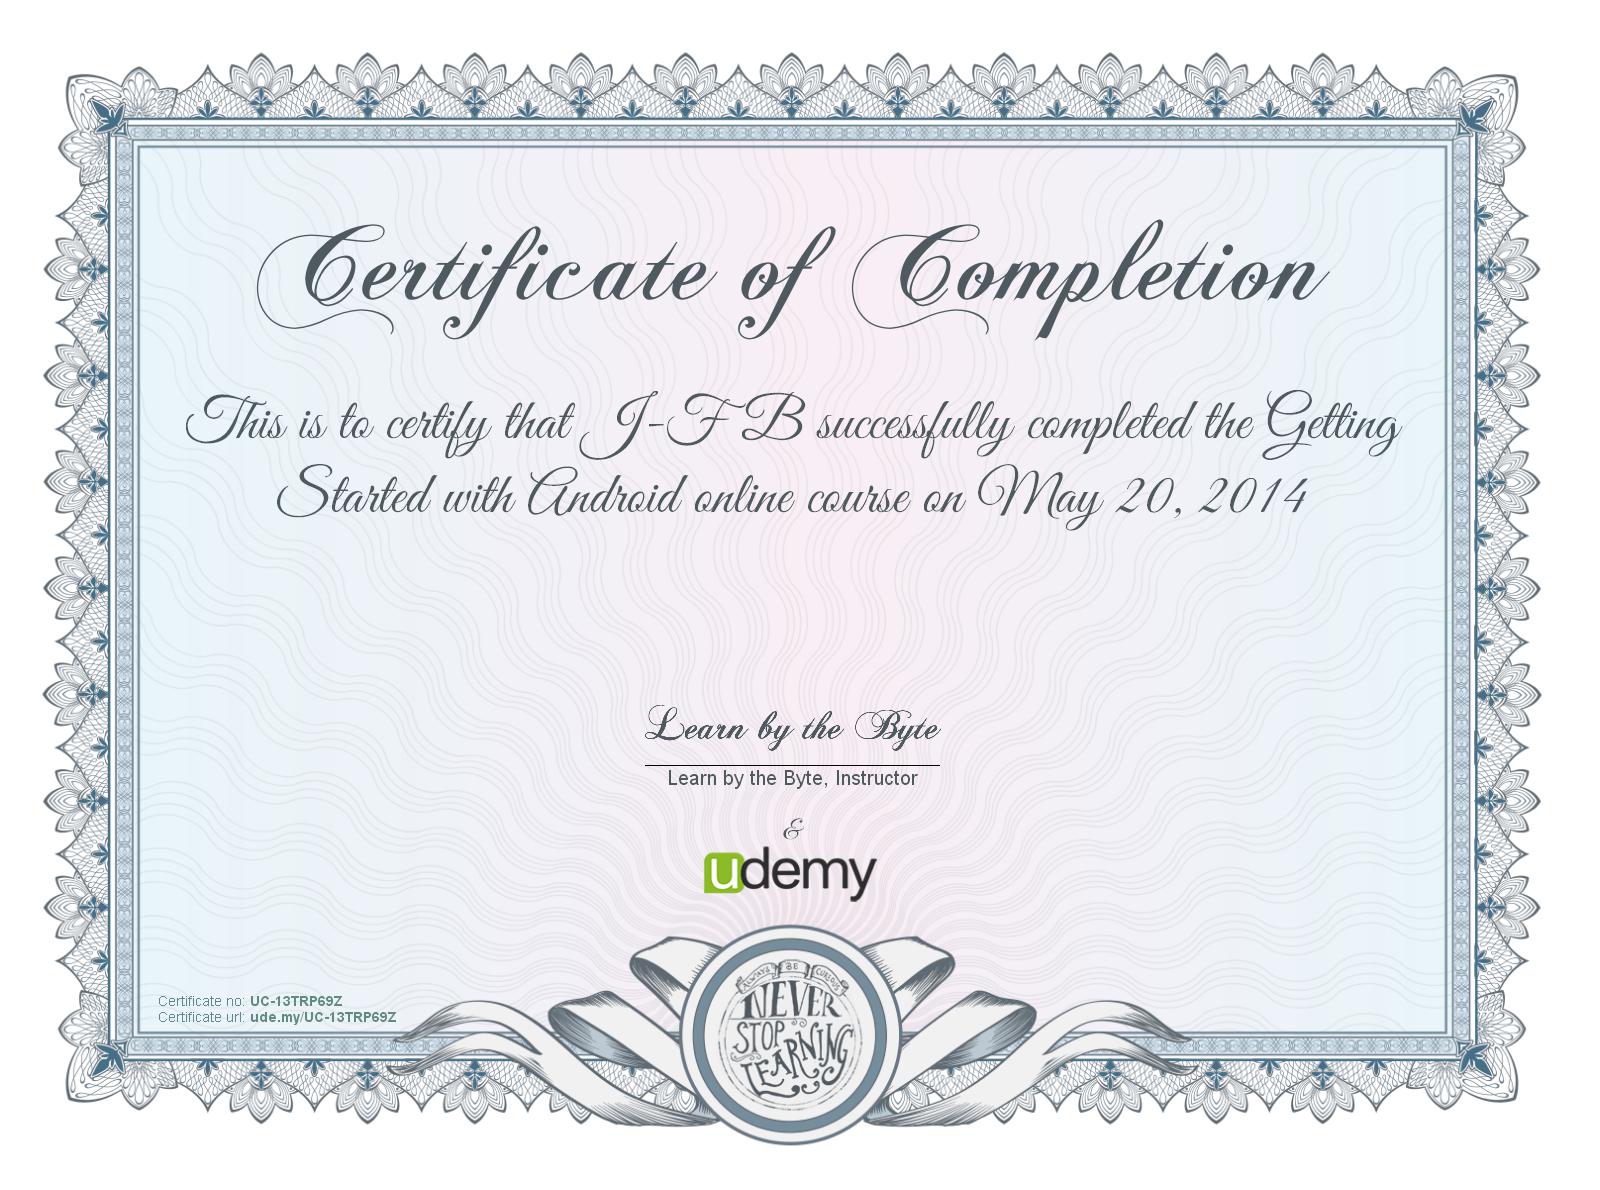 Certificate of Completion
This is to certify that J-F B successfully completed the Getting
Started with Android online course on May 20, 2014
Learn by the Byte
Learn by the Byte, Instructor
&
udemy
Certificate no: UC-13TRP69Z
Certificate url: ude.my/UC-13TRP69Z
ALWAYS BE CURIOUS
NEVER
STOP
LEARNING